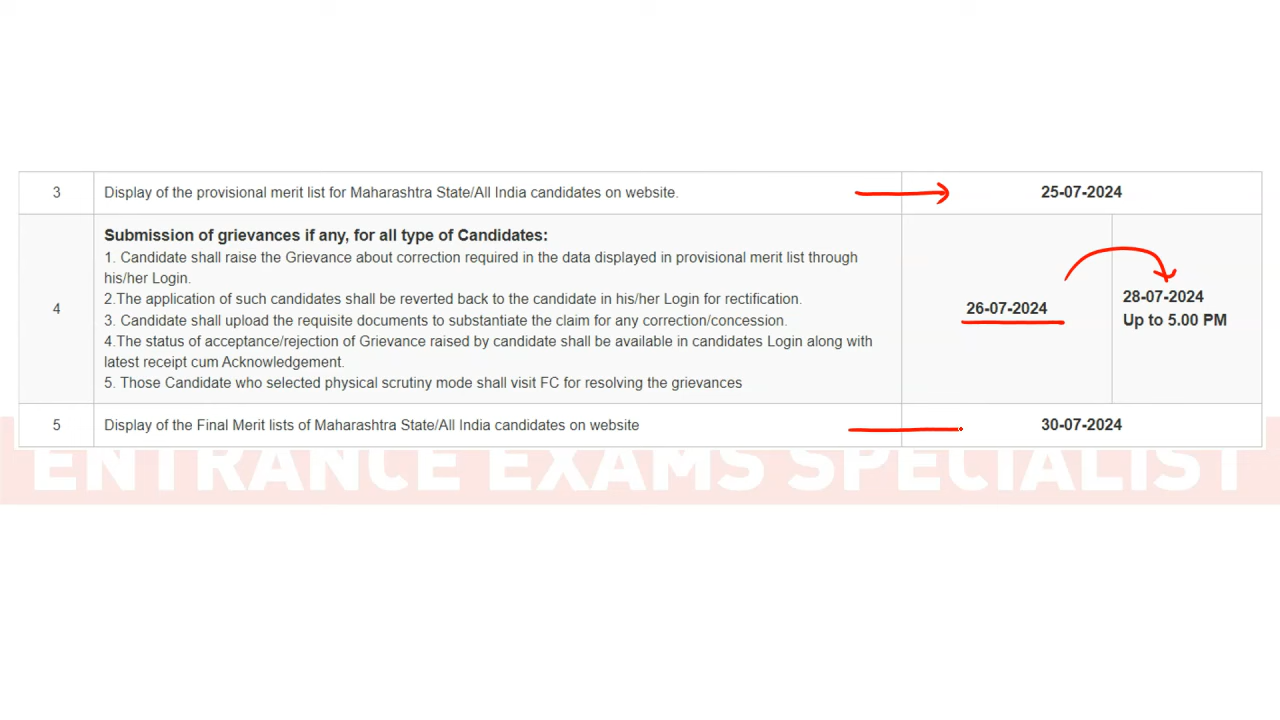 3 Display of the provisional merit list for Maharashtra State/All India candidates on website. 25-07-2024
4
Submission of grievances if any, for all type of Candidates:
1. Candidate shall raise the Grievance about correction required in the data displayed in provisional merit list through
his/her Login.
2.The application of such candidates shall be reverted back to the candidate in his/her Login for rectification.
3. Candidate shall upload the requisite documents to substantiate the claim for any correction/concession.
4.The status of acceptance/rejection of Grievance raised by candidate shall be available in candidates Login along with
latest receipt cum Acknowledgement.
5. Those Candidate who selected physical scrutiny mode shall visit FC for resolving the grievances
26-07-2024
28-07-2024
Up to 5.00 PM
5 Display of the Final Merit lists of Maharashtra State/All India candidates on website 30-07-2024
ENTRANCE EXAMS SPECIALIST